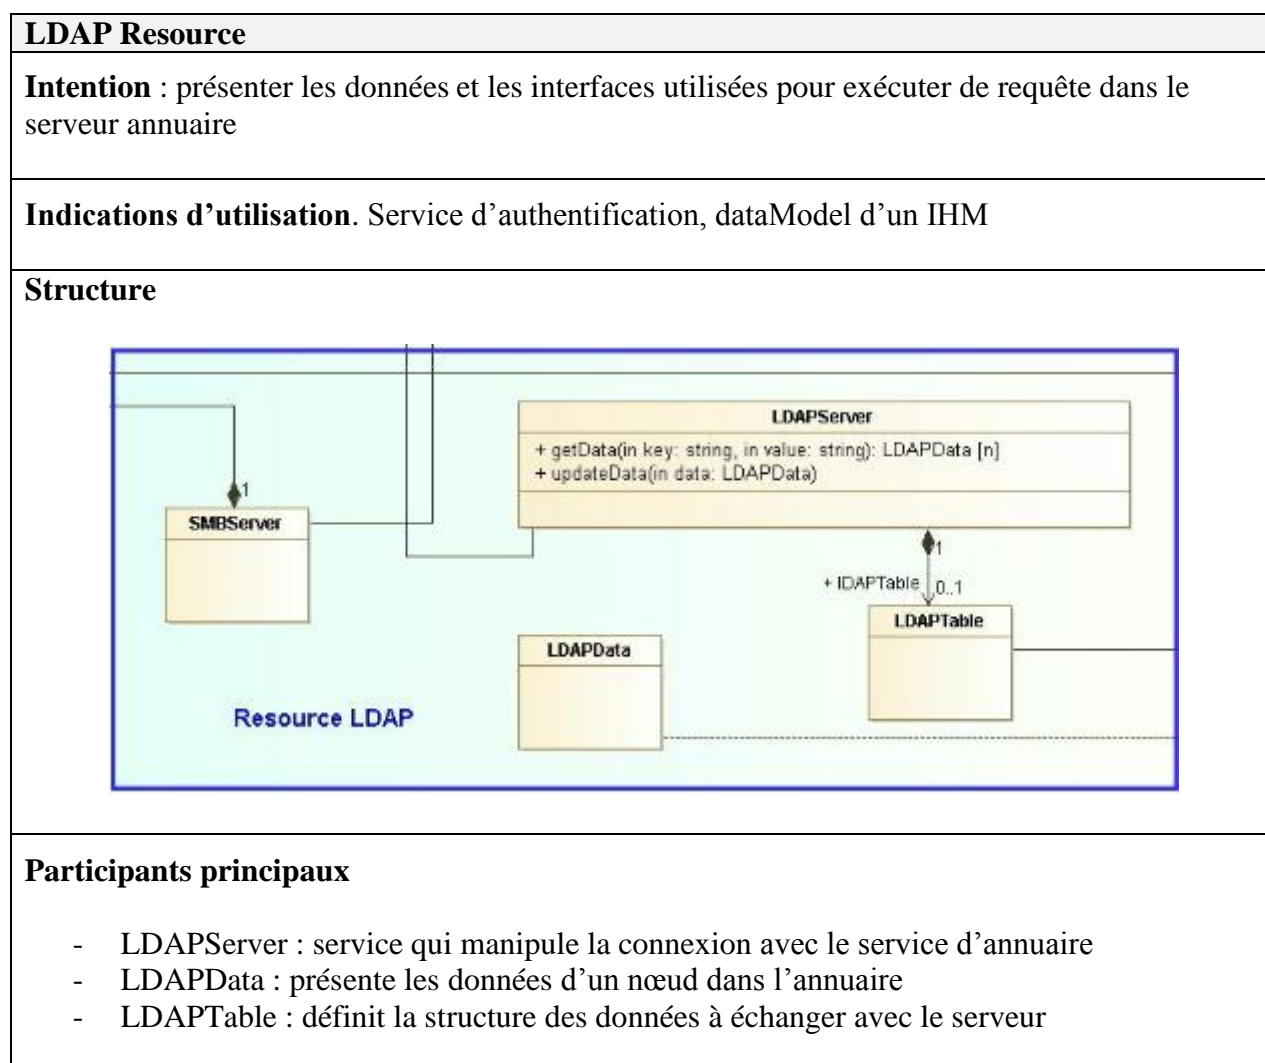 LDAP Resource
Intention : présenter les données et les interfaces utilisées pour exécuter de requête dans le
serveur annuaire
Indications d’utilisation. Service d’authentification, dataModel d’un IHM
Structure
LDAPServer
+ getData(in key: string, in value: string): LDAPData [n]
+ updateData(in data: LDAPData)
1
SMBServer
1
+ lDAPTable
0..1
LDAPTable
LDAPData
Resource LDAP
Participants principaux
- LDAPServer : service qui manipule la connexion avec le service d’annuaire
- LDAPData : présente les données d’un nœud dans l’annuaire
- LDAPTable : définit la structure des données à échanger avec le serveur